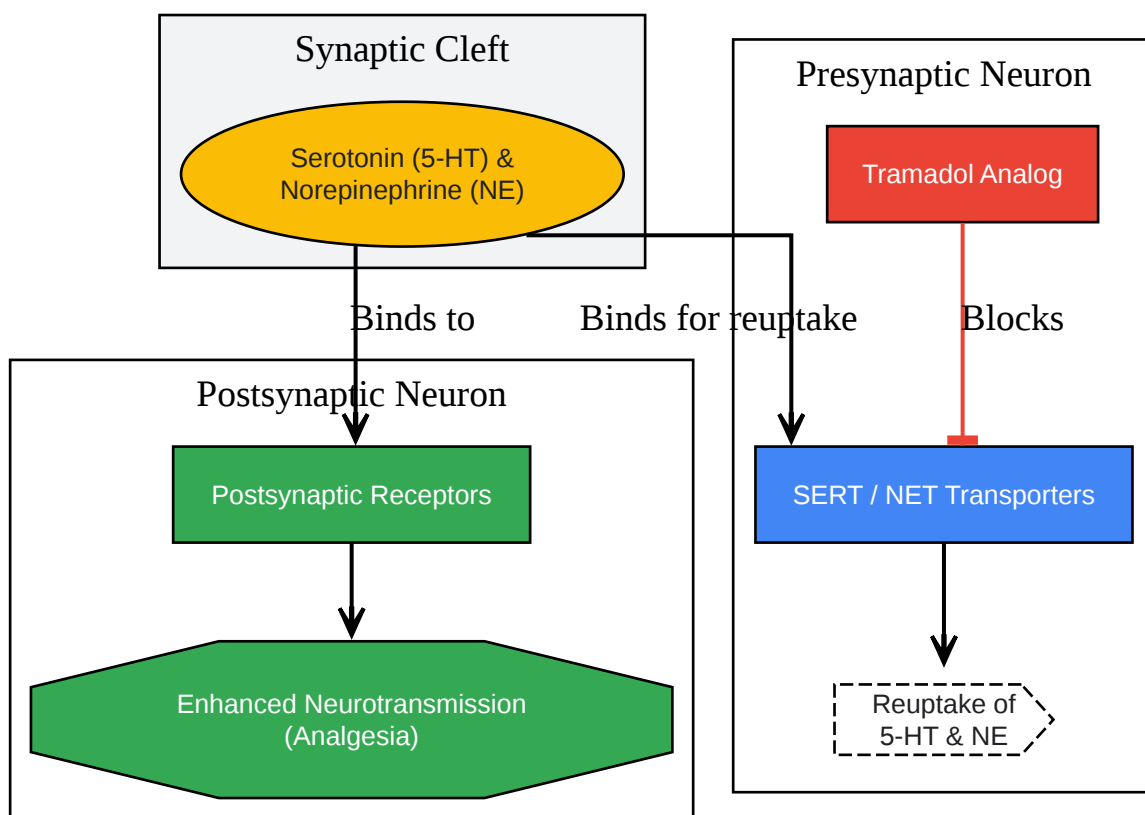 Synaptic Cleft
Presynaptic Neuron
Serotonin (5-HT) &
Norepinephrine (NE)
Tramadol Analog
Binds to
Binds for reuptake
Blocks
Postsynaptic Neuron
Postsynaptic Receptors
SERT / NET Transporters
Enhanced Neurotransmission
(Analgesia)
Reuptake of
5-HT & NE